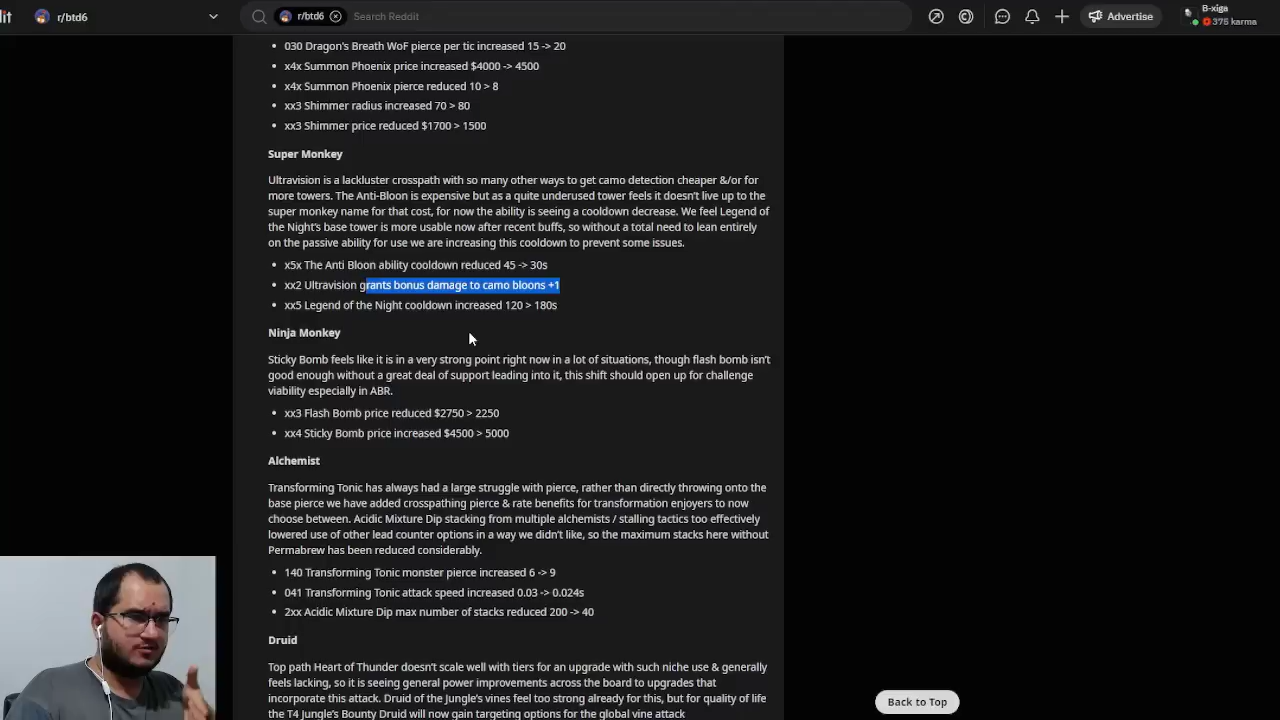 it
r/btd6
r/btd6
Search Reddit
Advertise
B-xiga
375 karma
030 Dragon's Breath WoF pierce per tic increased 15 -> 20
x4x Summon Phoenix price increased $4000 -> 4500
x4x Summon Phoenix pierce reduced 10 > 8
xx3 Shimmer radius increased 70 > 80
xx3 Shimmer price reduced $1700 > 1500
Super Monkey
Ultravision is a lackluster crosspath with so many other ways to get camo detection cheaper &/or for
more towers. The Anti-Bloon is expensive but as a quite underused tower feels it doesn't live up to the
super monkey name for that cost, for now the ability is seeing a cooldown decrease. We feel Legend of
the Night's base tower is more usable now after recent buffs, so without a total need to lean entirely
on the passive ability for use we are increasing this cooldown to prevent some issues.
x5x The Anti Bloon ability cooldown reduced 45 -> 30s
xx2 Ultravision grants bonus damage to camo bloons +1
xx5 Legend of the Night cooldown increased 120 > 180s
Ninja Monkey
Sticky Bomb feels like it is in a very strong point right now in a lot of situations, though flash bomb isn't
good enough without a great deal of support leading into it, this shift should open up for challenge
viability especially in ABR.
xx3 Flash Bomb price reduced $2750 > 2250
xx4 Sticky Bomb price increased $4500 > 5000
Alchemist
Transforming Tonic has always had a large struggle with pierce, rather than directly throwing onto the
base pierce we have added crosspathing pierce & rate benefits for transformation enjoyers to now
choose between. Acidic Mixture Dip stacking from multiple alchemists / stalling tactics too effectively
lowered use of other lead counter options in a way we didn't like, so the maximum stacks here without
Permabrew has been reduced considerably.
140 Transforming Tonic monster pierce increased 6 -> 9
041 Transforming Tonic attack speed increased 0.03 -> 0.024s
2xx Acidic Mixture Dip max number of stacks reduced 200 -> 40
Druid
Top path Heart of Thunder doesn't scale well with tiers for an upgrade with such niche use & generally
feels lacking, so it is seeing general power improvements across the board to upgrades that
incorporate this attack. Druid of the Jungle's vines feel too strong already for this, but for quality of life
the T4 Jungle's Bounty Druid will now gain targeting options for the global vine attack
Back to Top